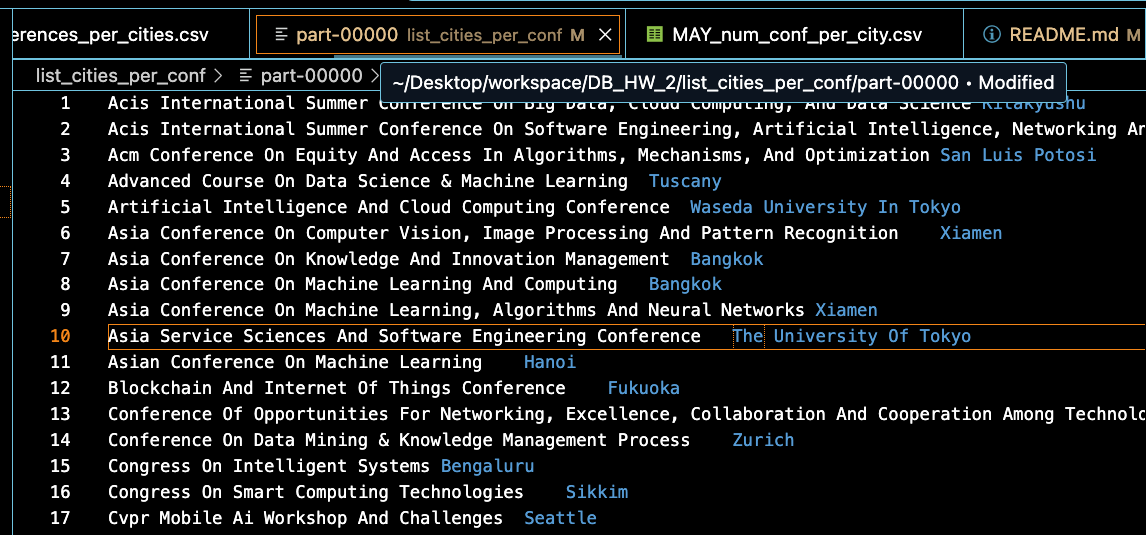 erences_per_cities.csv part-00000 list_cities_per_conf M MAY_num_conf_per_city.csv README.md M
list_cities_per_conf > part-00000 >
~/Desktop/workspace/DB_HW_2/list_cities_per_conf/part-00000 • Modified
1 Acis International Summer Conference On Big Data, Cloud Computing, And Data Science Kitakyushu
2 Acis International Summer Conference On Software Engineering, Artificial Intelligence, Networking Ar
3 Acm Conference On Equity And Access In Algorithms, Mechanisms, And Optimization San Luis Potosi
4 Advanced Course On Data Science & Machine Learning Tuscany
5 Artificial Intelligence And Cloud Computing Conference Waseda University In Tokyo
6 Asia Conference On Computer Vision, Image Processing And Pattern Recognition Xiamen
7 Asia Conference On Knowledge And Innovation Management Bangkok
8 Asia Conference On Machine Learning And Computing Bangkok
9 Asia Conference On Machine Learning, Algorithms And Neural Networks Xiamen
10 Asia Service Sciences And Software Engineering Conference The University Of Tokyo
11 Asian Conference On Machine Learning Hanoi
12 Blockchain And Internet Of Things Conference Fukuoka
13 Conference Of Opportunities For Networking, Excellence, Collaboration And Cooperation Among Technolo
14 Conference On Data Mining & Knowledge Management Process Zurich
15 Congress On Intelligent Systems Bengaluru
16 Congress On Smart Computing Technologies Sikkim
17 Cvpr Mobile Ai Workshop And Challenges Seattle